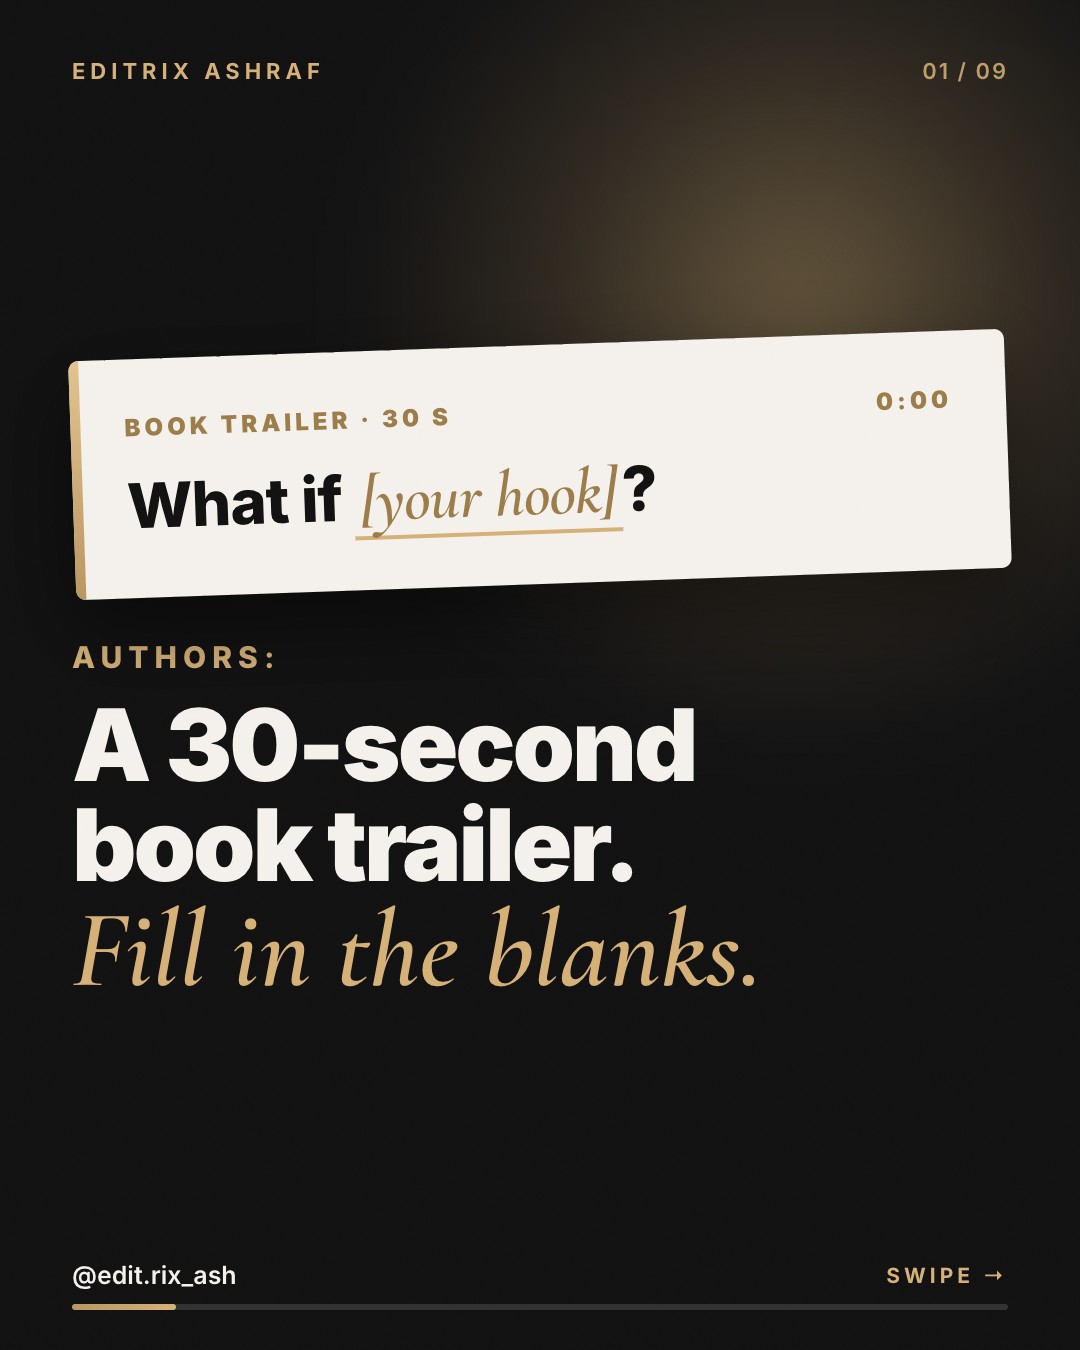 EDITRIX ASHRAF
01 / 09
BOOK TRAILER · 30 S
0:00
What if [your hook]?
AUTHORS:
A 30-second
book trailer.
Fill in the blanks.
@edit.rix_ash
SWIPE →